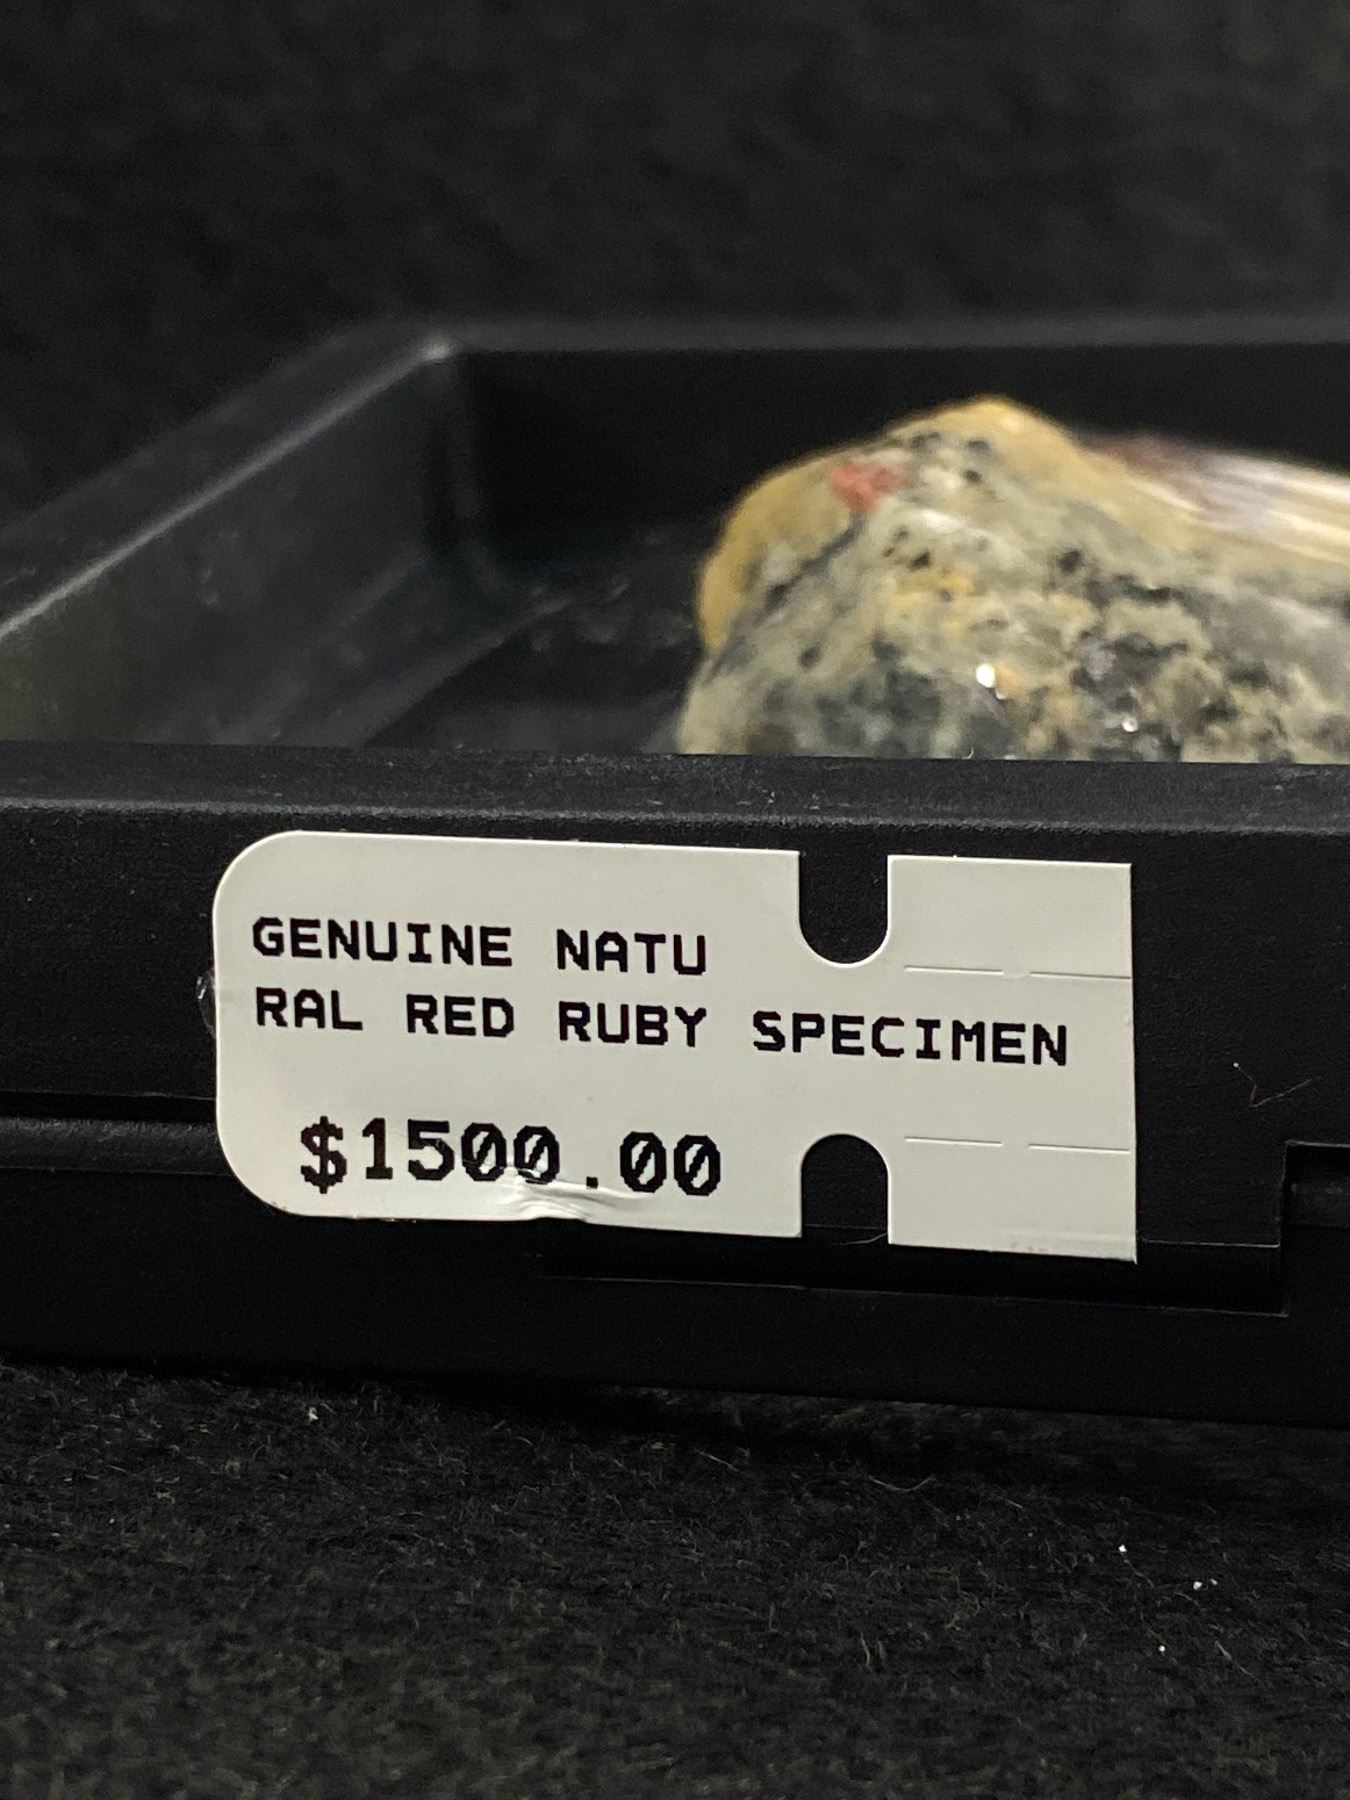 GENUINE NATU
RAL RED RUBY SPECIMEN
$1500.00